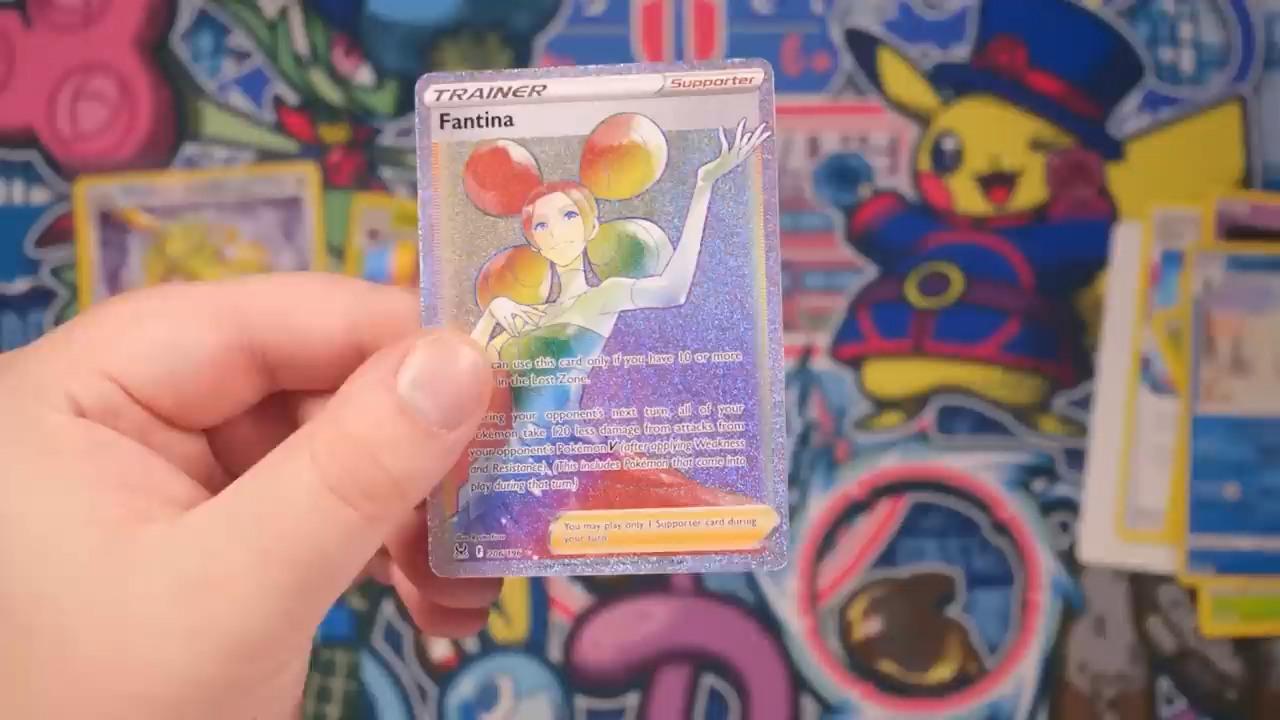 TRAINER
Supporter
Fantina
can use this card only if you have 10 or more
in the Lost Zone.
your opponent's next turn, all of your
take 120 less damage from attacks from
your opponent's Pokémon V (after applying Weakness
and Resistance). (This includes Pokémon that come into
play during that turn.)
You may play only 1 Supporter card during
your turn.
206/196